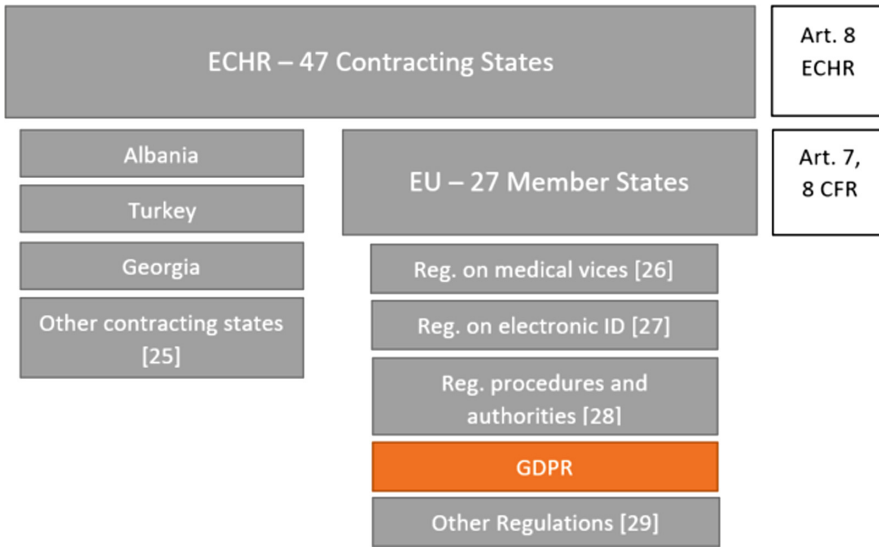 ECHR – 47 Contracting States
Art. 8
ECHR
Albania
Turkey
Georgia
Other contracting states
[25]
EU – 27 Member States
Art. 7,
8 CFR
Reg. on medical vices [26]
Reg. on electronic ID [27]
Reg. procedures and
authorities [28]
GDPR
Other Regulations [29]